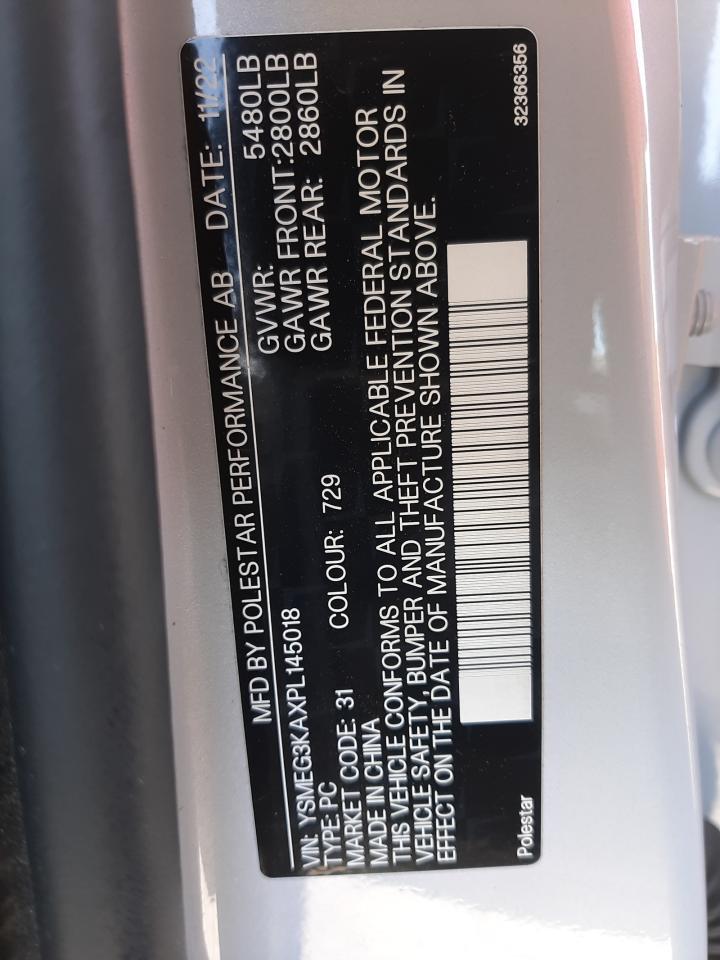 MFD BY POLESTAR PERFORMANCE AB DATE: 11/22
GVWR: 5480LB
GAWR FRONT:2800LB
GAWR REAR: 2860LB
VIN: YSMEG3KAXPL145018
TYPE: PC
MARKET CODE: 31 COLOUR: 729
MADE IN CHINA
THIS VEHICLE CONFORMS TO ALL APPLICABLE FEDERAL MOTOR
VEHICLE SAFETY, BUMPER AND THEFT PREVENTION STANDARDS IN
EFFECT ON THE DATE OF MANUFACTURE SHOWN ABOVE.
Polestar 32366356